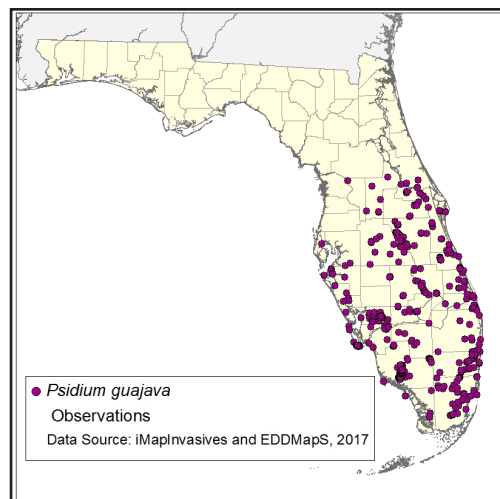 Psidium guajava
Observations
Data Source: iMapInvasives and EDDMapS, 2017